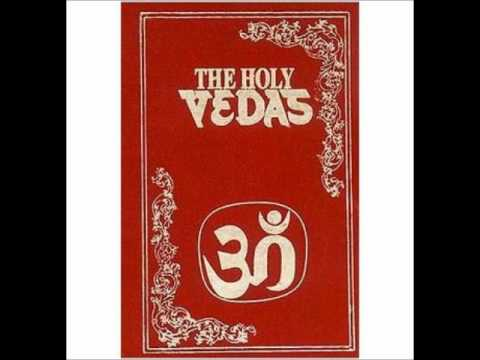 THE HOLY
VEDAS
ॐ